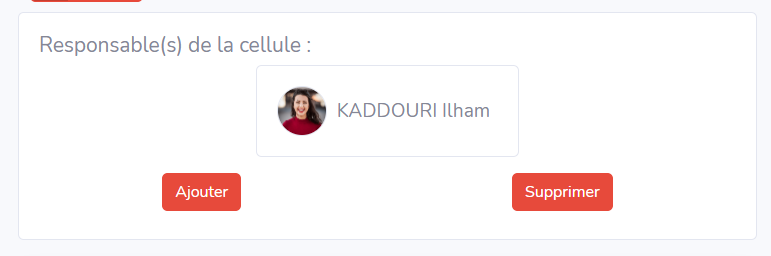 Responsable(s) de la cellule :
KADDOURI Ilham
Ajouter
Supprimer